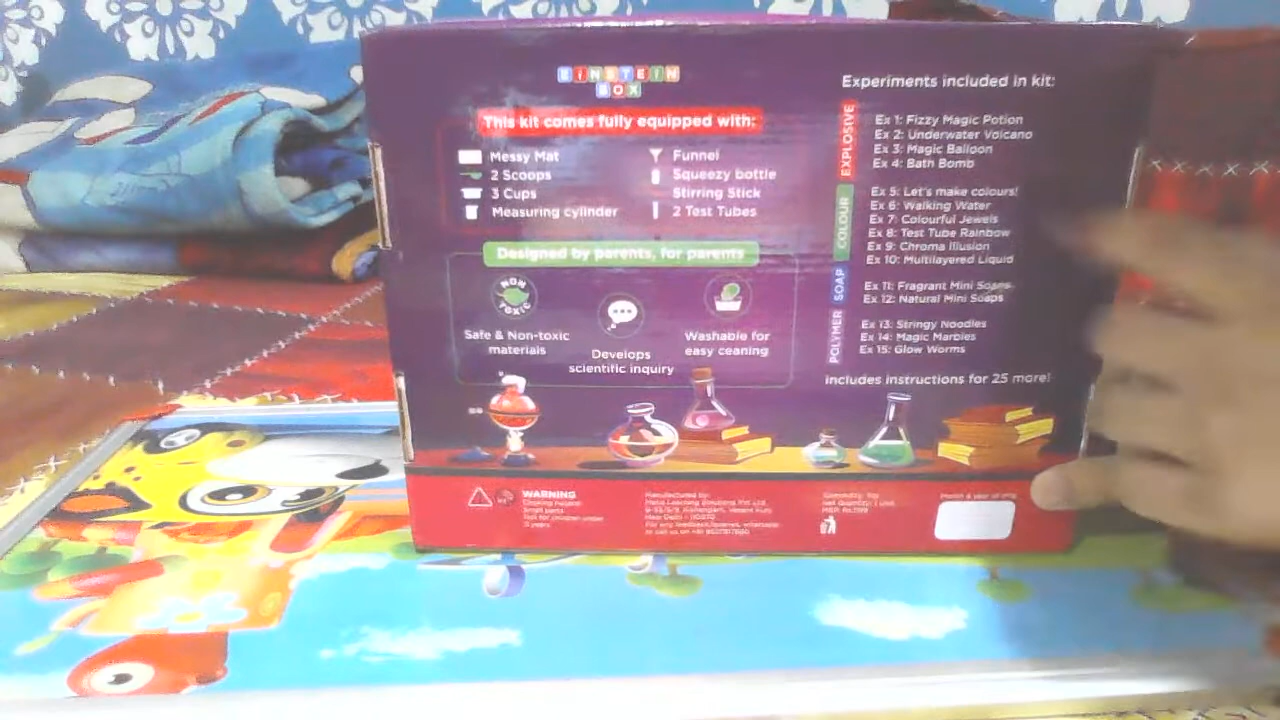 EINSTEIN
BOX
This kit comes fully equipped with:
Messy Mat
2 Scoops
3 Cups
Measuring cylinder
Funnel
Squeezy bottle
Stirring Stick
2 Test Tubes
Designed by parents, for parents
NON
TOXIC
Safe & Non-toxic
materials
Develops
scientific inquiry
Washable for
easy ceaning
Experiments included in kit:
EXPLOSIVE
Ex 1: Fizzy Magic Potion
Ex 2: Underwater Volcano
Ex 3: Magic Balloon
Ex 4: Bath Bomb
COLOUR
Ex 5: Let's make colours!
Ex 6: Walking Water
Ex 7: Colourful Jewels
Ex 8: Test Tube Rainbow
Ex 9: Chroma Illusion
Ex 10: Multilayered Liquid
SOAP
Ex 11: Fragrant Mini Soaps
Ex 12: Natural Mini Soaps
POLYMER
Ex 13: Stringy Noodles
Ex 14: Magic Marbles
Ex 15: Glow Worms
includes instructions for 25 more!
WARNING
Small parts
Manufactured by: